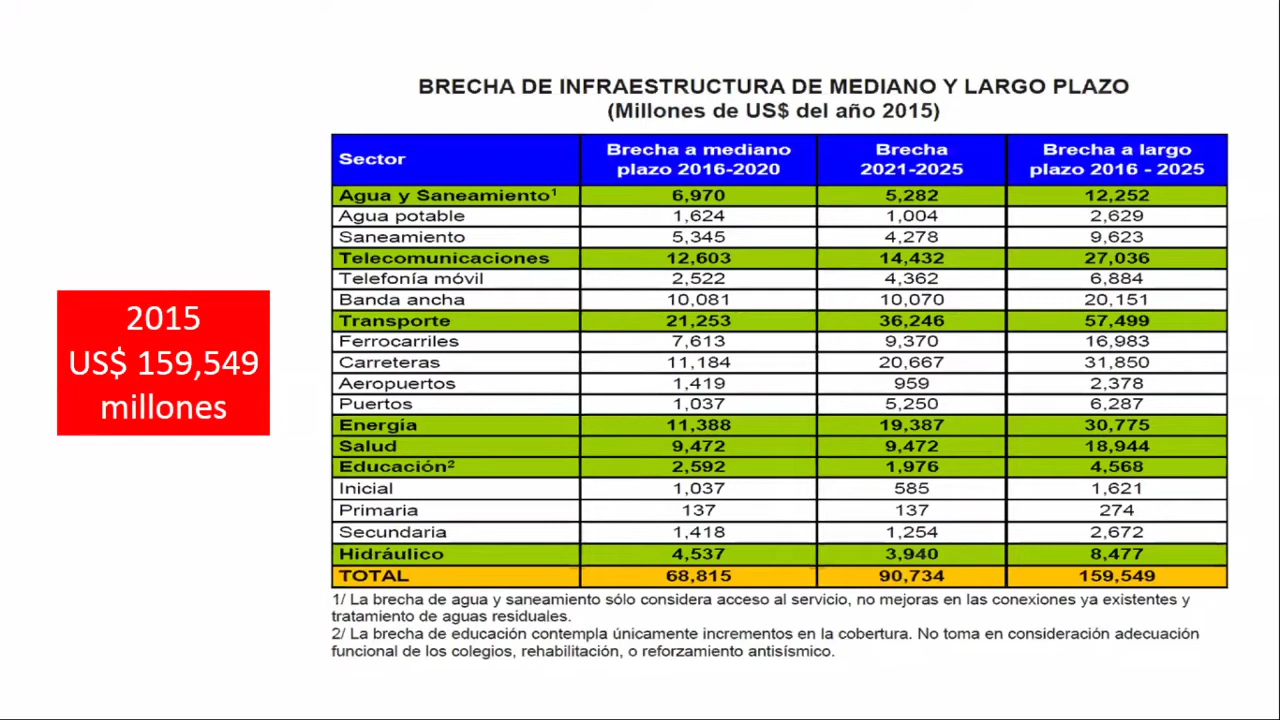 BRECHA DE INFRAESTRUCTURA DE MEDIANO Y LARGO PLAZO
(Millones de US$ del año 2015)
Sector Brecha a mediano plazo 2016-2020 Brecha 2021-2025 Brecha a largo plazo 2016 - 2025
Agua y Saneamiento¹ 6,970 5,282 12,252
Agua potable 1,624 1,004 2,629
Saneamiento 5,345 4,278 9,623
Telecomunicaciones 12,603 14,432 27,036
Telefonía móvil 2,522 4,362 6,884
Banda ancha 10,081 10,070 20,151
Transporte 21,253 36,246 57,499
Ferrocarriles 7,613 9,370 16,983
Carreteras 11,184 20,667 31,850
Aeropuertos 1,419 959 2,378
Puertos 1,037 5,250 6,287
Energía 11,388 19,387 30,775
Salud 9,472 9,472 18,944
Educación² 2,592 1,976 4,568
Inicial 1,037 585 1,621
Primaria 137 137 274
Secundaria 1,418 1,254 2,672
Hidráulico 4,537 3,940 8,477
TOTAL 68,815 90,734 159,549
1/ La brecha de agua y saneamiento sólo considera acceso al servicio, no mejoras en las conexiones ya existentes y
tratamiento de aguas residuales.
2/ La brecha de educación contempla únicamente incrementos en la cobertura. No toma en consideración adecuación
funcional de los colegios, rehabilitación, o reforzamiento antisísmico.
2015
US$ 159,549
millones